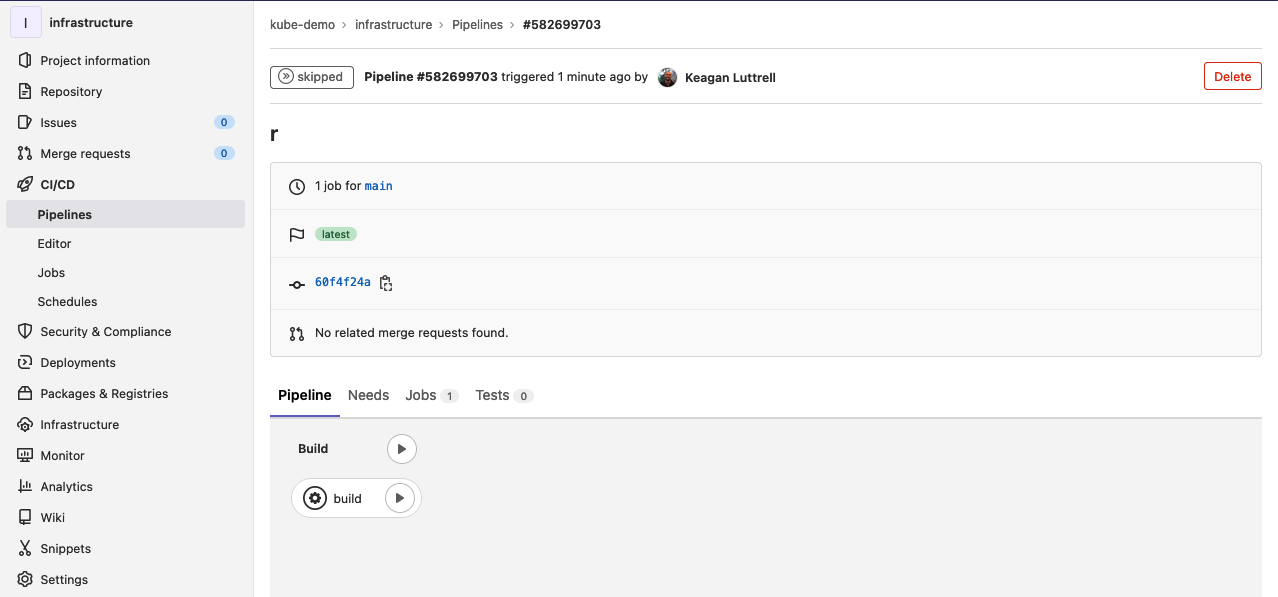 I infrastructure
Project information
Repository
Issues 0
Merge requests 0
CI/CD
Pipelines
Editor
Jobs
Schedules
Security & Compliance
Deployments
Packages & Registries
Infrastructure
Monitor
Analytics
Wiki
Snippets
Settings
kube-demo › infrastructure › Pipelines › #582699703
skipped Pipeline #582699703 triggered 1 minute ago by Keagan Luttrell
Delete
r
1 job for main
latest
60f4f24a
No related merge requests found.
Pipeline Needs Jobs 1 Tests 0
Build
build